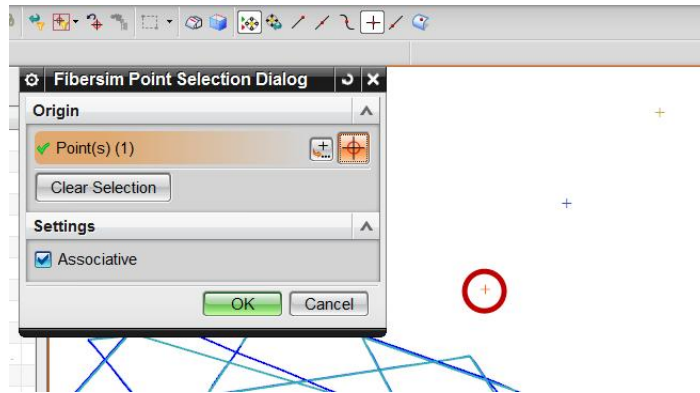 Fibersim Point Selection Dialog
Origin
Point(s) (1)
Clear Selection
Settings
Associative
OK
Cancel